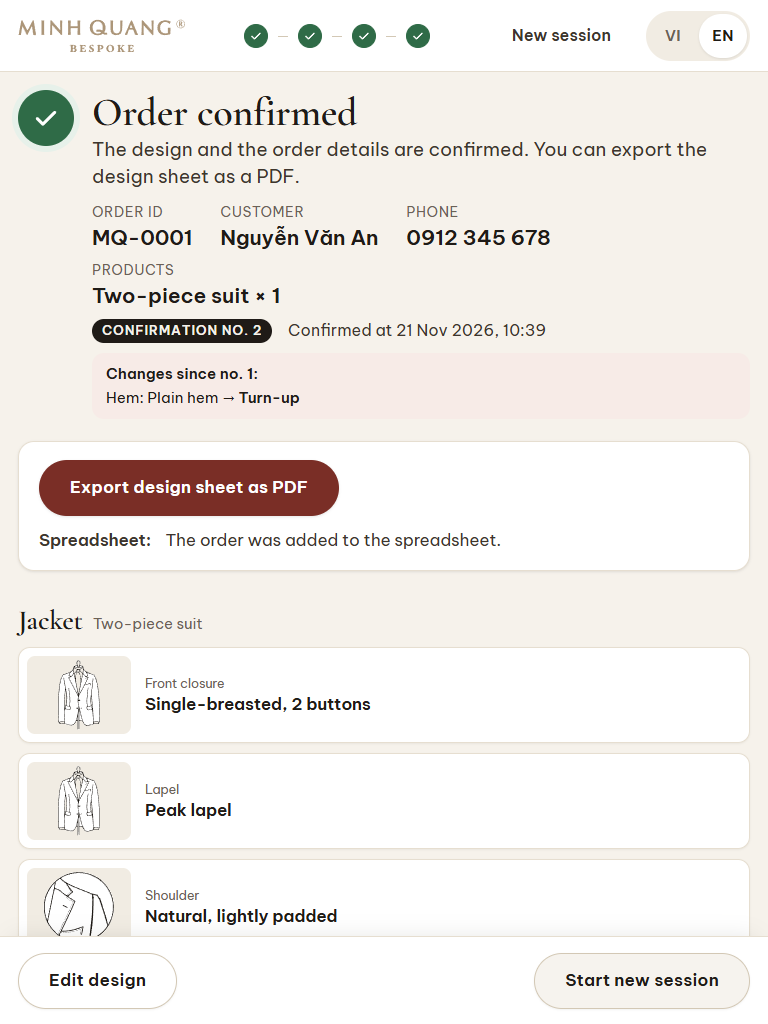 MINH QUANG®
BESPOKE
New session
VI
EN
Order confirmed
The design and the order details are confirmed. You can export the
design sheet as a PDF.
ORDER ID
CUSTOMER
PHONE
MQ-0001
Nguyễn Văn An
0912 345 678
PRODUCTS
Two-piece suit × 1
CONFIRMATION NO. 2
Confirmed at 21 Nov 2026, 10:39
Changes since no. 1:
Hem: Plain hem → Turn-up
Export design sheet as PDF
Spreadsheet: The order was added to the spreadsheet.
Jacket Two-piece suit
Front closure
Single-breasted, 2 buttons
Lapel
Peak lapel
Shoulder
Natural, lightly padded
Edit design
Start new session